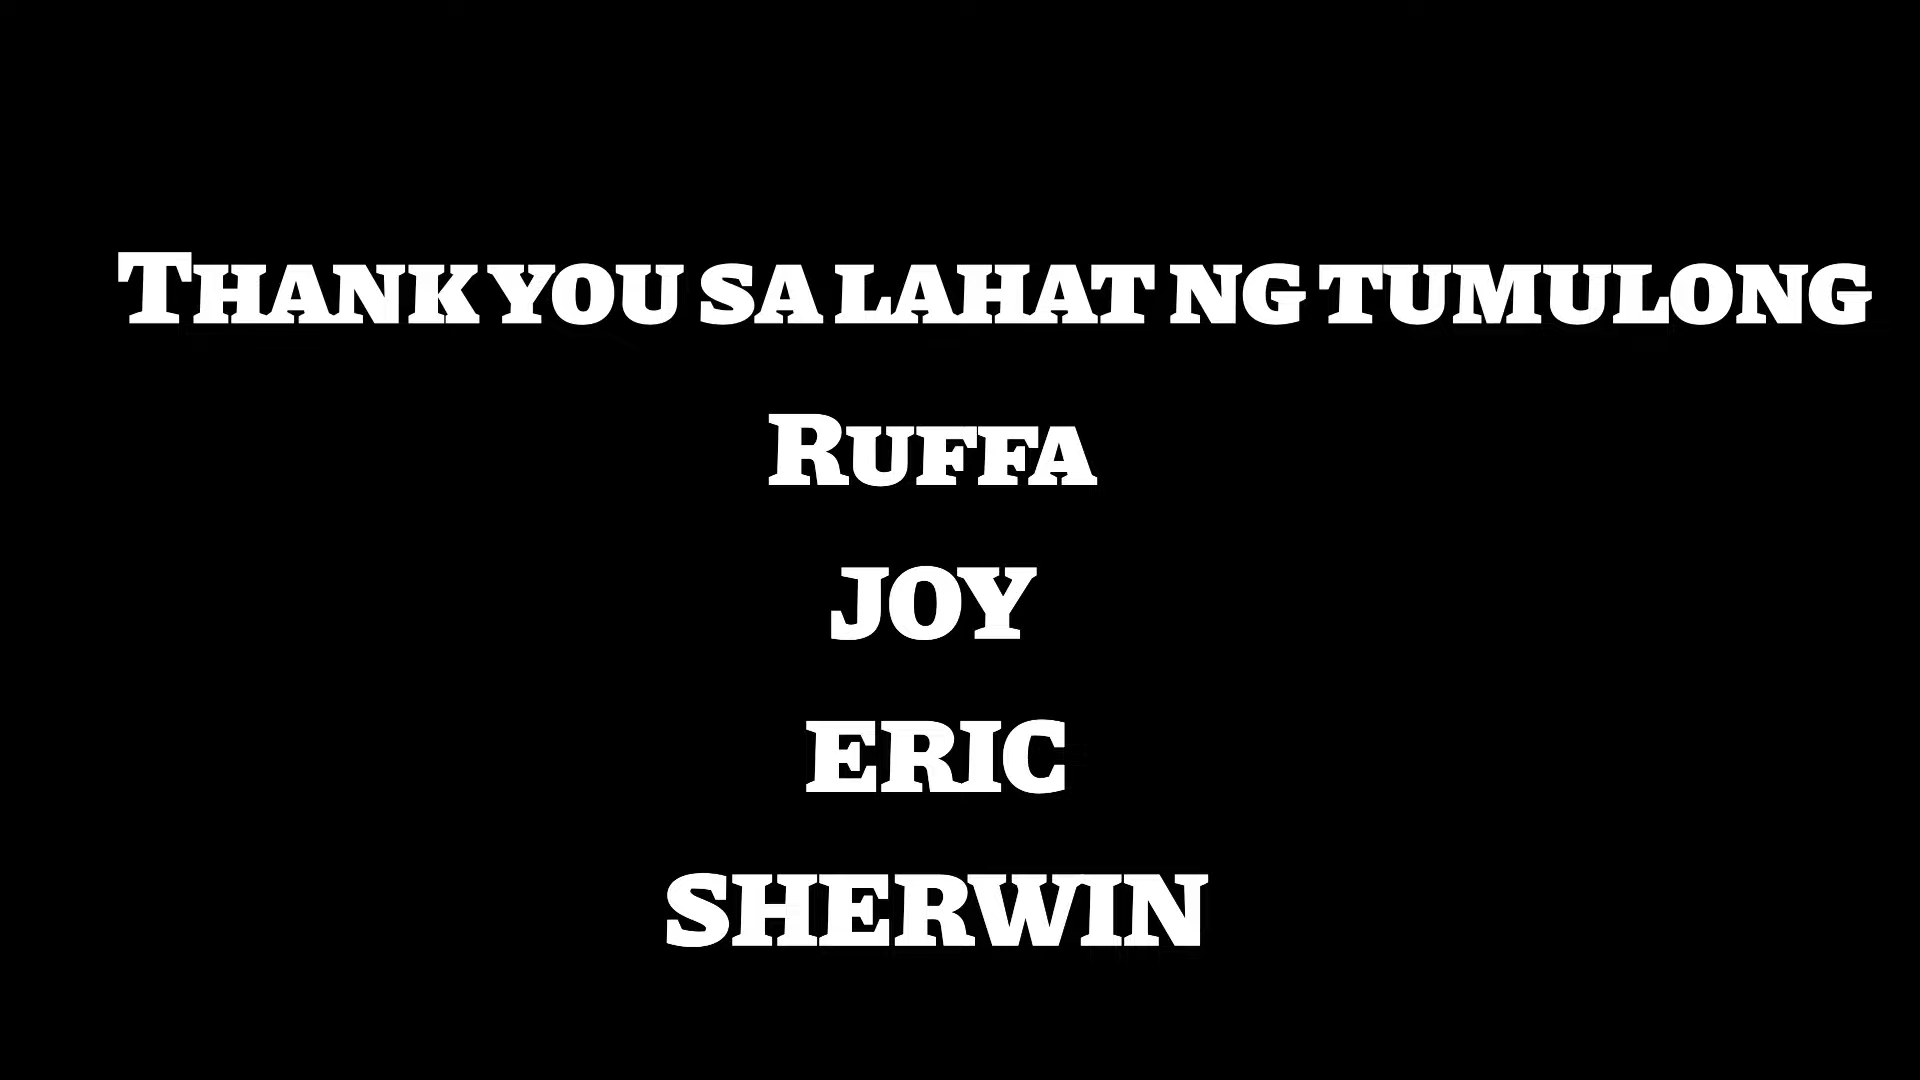 Thank you sa lahat ng tumulong
Ruffa
JOY
ERIC
SHERWIN